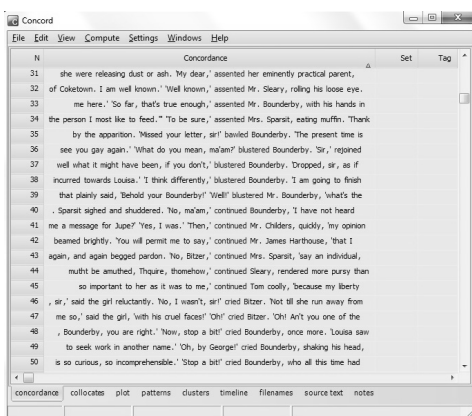 Concord
File Edit View Compute Settings Windows Help
N Concordance Set Tag
31 she were releasing dust or ash. 'My dear,' assented her eminently practical parent,
32 of Coketown. I am well known.' 'Well known,' assented Mr. Sleary, rolling his loose eye.
33 me here.' 'So far, that's true enough,' assented Mr. Bounderby, with his hands in
34 the person I most like to feed.'" 'To be sure,' assented Mrs. Sparsit, eating muffin. 'Thank
35 by the apparition. 'Missed your letter, sir!' bawled Bounderby. 'The present time is
36 see you gay again.' 'What do you mean, ma'am?' blustered Bounderby. 'Sir,' rejoined
37 well what it might have been, if you don't,' blustered Bounderby. 'Dropped, sir, as if
38 incurred towards Louisa.' 'I think differently,' blustered Bounderby. 'I am going to finish
39 that plainly said, 'Behold your Bounderby!' 'Well!' blustered Mr. Bounderby, 'what's the
40 . Sparsit sighed and shuddered. 'No, ma'am,' continued Bounderby, 'I have not heard
41 me a message for Jupe?' 'Yes, I was.' 'Then,' continued Mr. Childers, quickly, 'my opinion
42 beamed brightly. 'You will permit me to say,' continued Mr. James Harthouse, 'that I
43 again, and again begged pardon. 'No, Bitzer,' continued Mrs. Sparsit, 'say an individual,
44 mutht be amuthed, Thquire, thomehow,' continued Sleary, rendered more pursy than
45 so important to her as it was to me,' continued Tom coolly, 'because my liberty
46 , sir,' said the girl reluctantly. 'No, I wasn't, sir!' cried Bitzer. 'Not till she run away from
47 me so,' said the girl, 'with his cruel faces!' 'Oh!' cried Bitzer. 'Oh! An't you one of the
48 , Bounderby, you are right.' 'Now, stop a bit!' cried Bounderby, once more. 'Louisa saw
49 to seek work in another name.' 'Oh, by George!' cried Bounderby, shaking his head,
50 is so curious, so incomprehensible.' 'Stop a bit!' cried Bounderby, who all this time had
concordance collocates plot patterns clusters timeline filenames source text notes